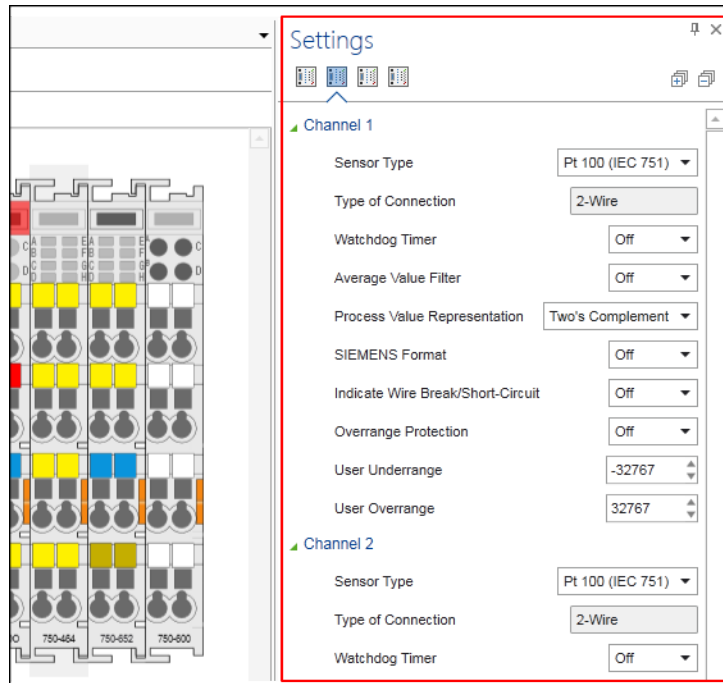 Settings
Channel 1
Sensor Type Pt 100 (IEC 751)
Type of Connection 2-Wire
Watchdog Timer Off
Average Value Filter Off
Process Value Representation Two's Complement
SIEMENS Format Off
Indicate Wire Break/Short-Circuit Off
Overrange Protection Off
User Underrange -32767
User Overrange 32767
Channel 2
Sensor Type Pt 100 (IEC 751)
Type of Connection 2-Wire
Watchdog Timer Off
C A E A E C
B F B F
D C G C G D
D H D H
750-464 750-652 750-600